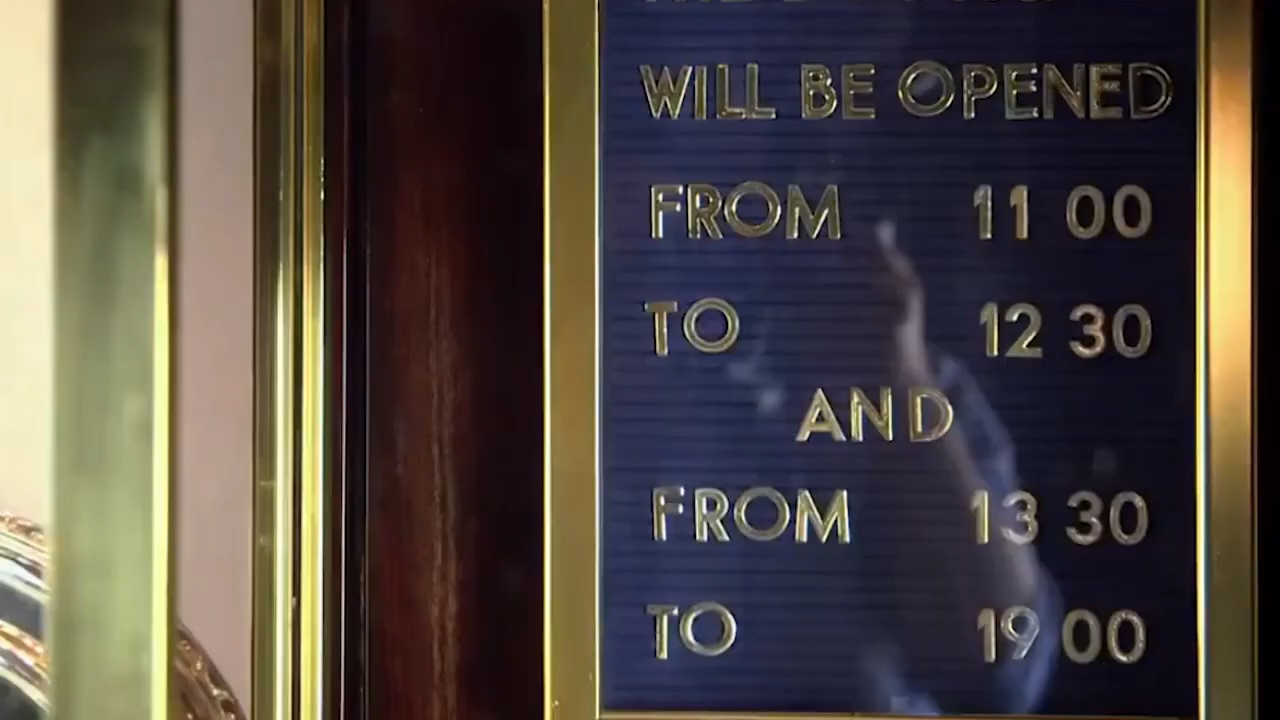 WILL BE OPENED
FROM 11 00
TO 12 30
AND
FROM 13 30
TO 19 00